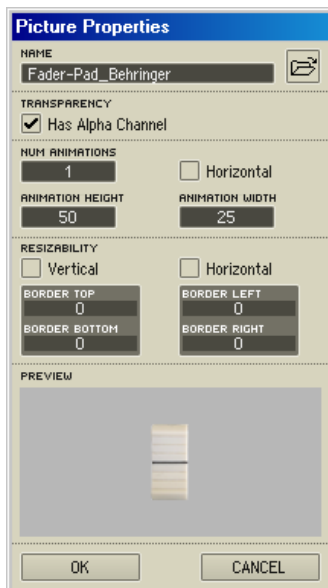 Picture Properties
NAME
Fader-Pad_Behringer
TRANSPARENCY
Has Alpha Channel
NUM ANIMATIONS
1
Horizontal
ANIMATION HEIGHT
ANIMATION WIDTH
50
25
RESIZABILITY
Vertical
Horizontal
BORDER TOP
BORDER LEFT
0
0
BORDER BOTTOM
BORDER RIGHT
0
0
PREVIEW
OK
CANCEL